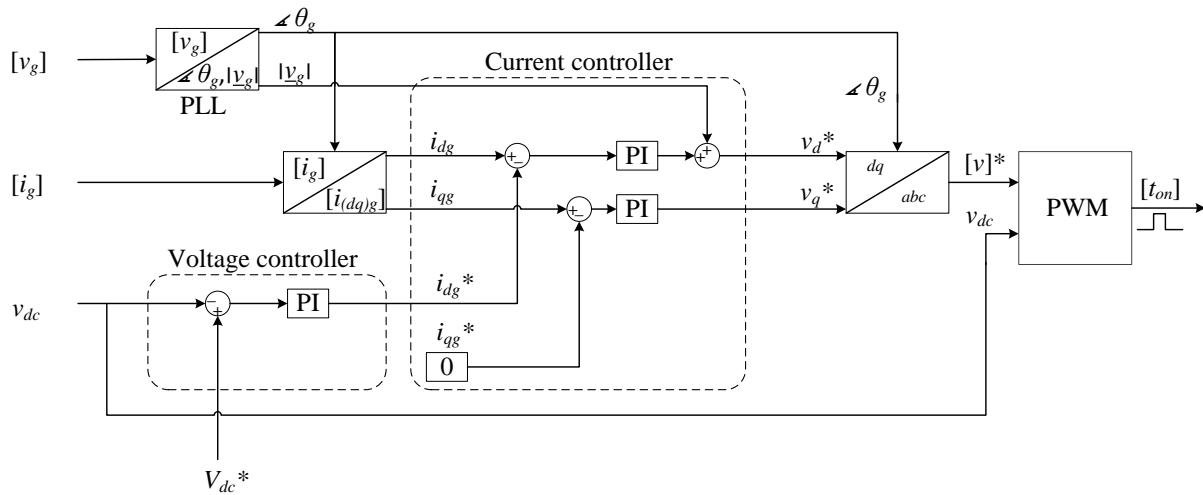 ∡θg
[vg]
[vg]
∡θg,|vg|
|vg|
PLL
Current controller
∡θg
[ig]
[ig]
[i(dq)g]
idg
+
−
PI
+
+
vd*
dq
abc
[v]*
PWM
[ton]
iqg
+
−
PI
vq*
vdc
Voltage controller
vdc
−
+
PI
idg*
iqg*
0
Vdc*